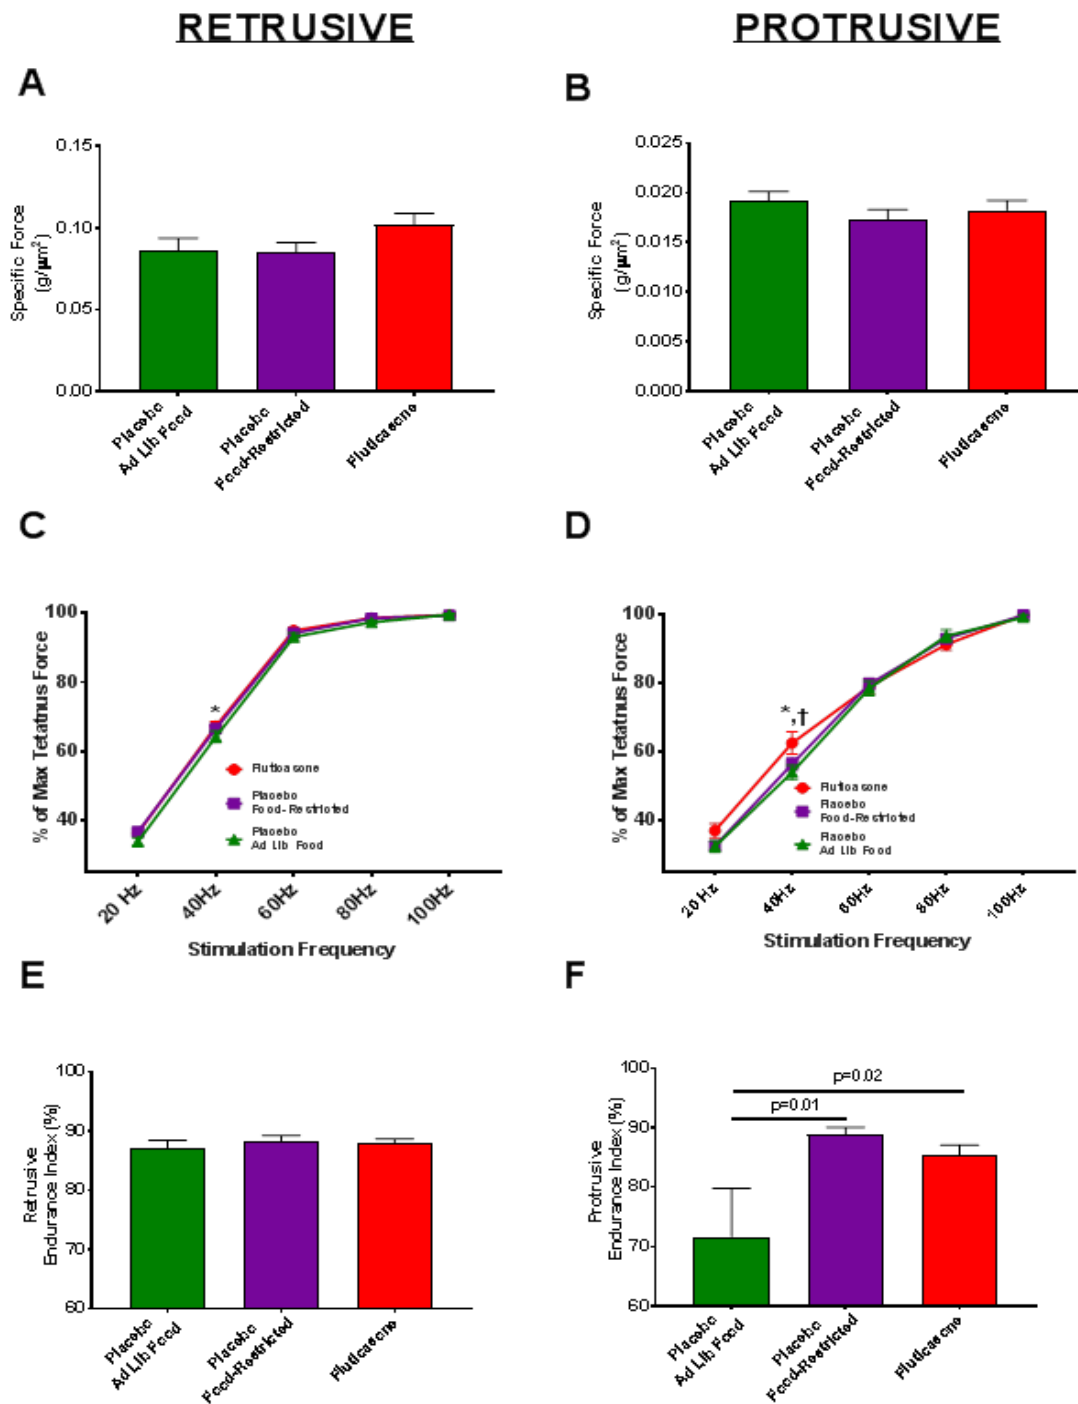 RETRUSIVE
PROTRUSIVE
A
B
0.15
0.10
0.05
0.00
Specific Force
(g/µm²)
Placebo
Ad Lib Food
Placebo
Food-Restricted
Fluticasone
0.025
0.020
0.015
0.010
0.005
0.000
Specific Force
(g/µm²)
Placebo
Ad Lib Food
Placebo
Food-Restricted
Fluticasone
C
D
100
80
60
40
% of Max Tetatnus Force
*
Fluticasone
Placebo
Food-Restricted
Placebo
Ad Lib Food
20 Hz
40Hz
60Hz
80Hz
100Hz
Stimulation Frequency
100
80
60
40
% of Max Tetatnus Force
*,†
Fluticasone
Placebo
Food-Restricted
Placebo
Ad Lib Food
20 Hz
40Hz
60Hz
80Hz
100Hz
Stimulation Frequency
E
F
100
90
80
70
60
Retrusive
Endurance Index (%)
Placebo
Ad Lib Food
Placebo
Food-Restricted
Fluticasone
100
90
80
70
60
Protrusive
Endurance Index (%)
p=0.02
p=0.01
Placebo
Ad Lib Food
Placebo
Food-Restricted
Fluticasone